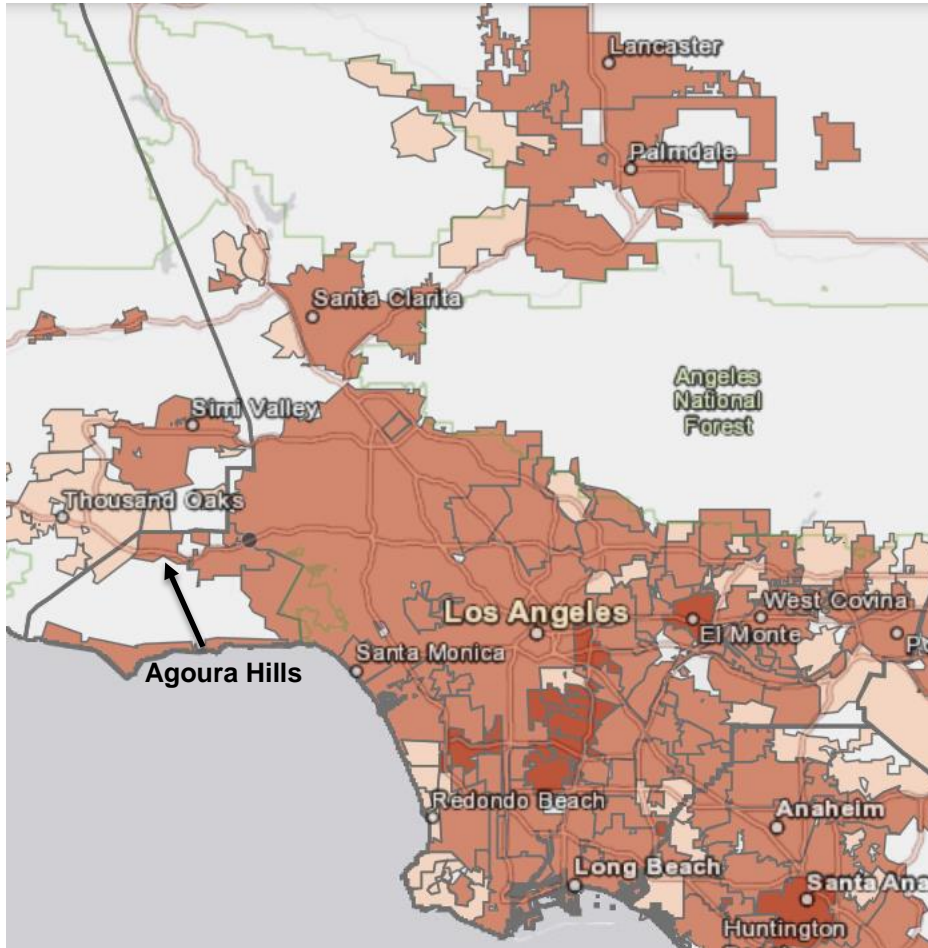 Lancaster
Palmdale
Santa Clarita
Angeles
National
Forest
Simi Valley
Thousand Oaks
Los Angeles
West Covina
El Monte
Po
Santa Monica
Agoura Hills
Redondo Beach
Anaheim
Long Beach
Santa Ana
Huntington